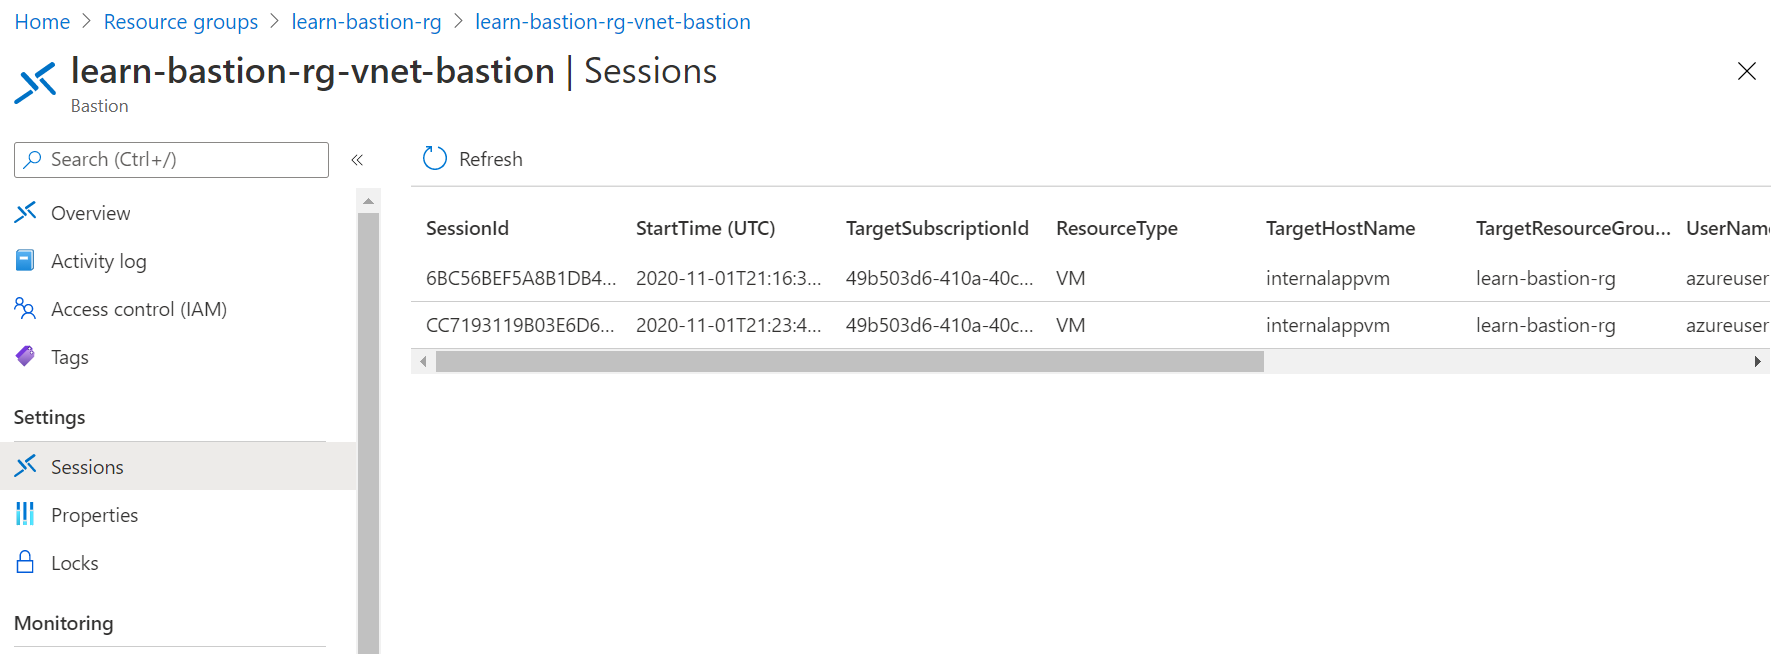 Home > Resource groups > learn-bastion-rg > learn-bastion-rg-vnet-bastion
learn-bastion-rg-vnet-bastion | Sessions
Bastion
Search (Ctrl+/)
«
Refresh
Overview
Activity log
Access control (IAM)
Tags
Settings
Sessions
Properties
Locks
Monitoring
SessionId StartTime (UTC) TargetSubscriptionId ResourceType TargetHostName TargetResourceGrou... UserName
6BC56BEF5A8B1DB4... 2020-11-01T21:16:3... 49b503d6-410a-40c... VM internalappvm learn-bastion-rg azureuser
CC7193119B03E6D6... 2020-11-01T21:23:4... 49b503d6-410a-40c... VM internalappvm learn-bastion-rg azureuser